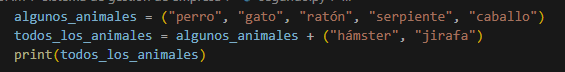 algunos_animales = ("perro", "gato", "ratón", "serpiente", "caballo")
todos_los_animales = algunos_animales + ("hámster", "jirafa")
print(todos_los_animales)